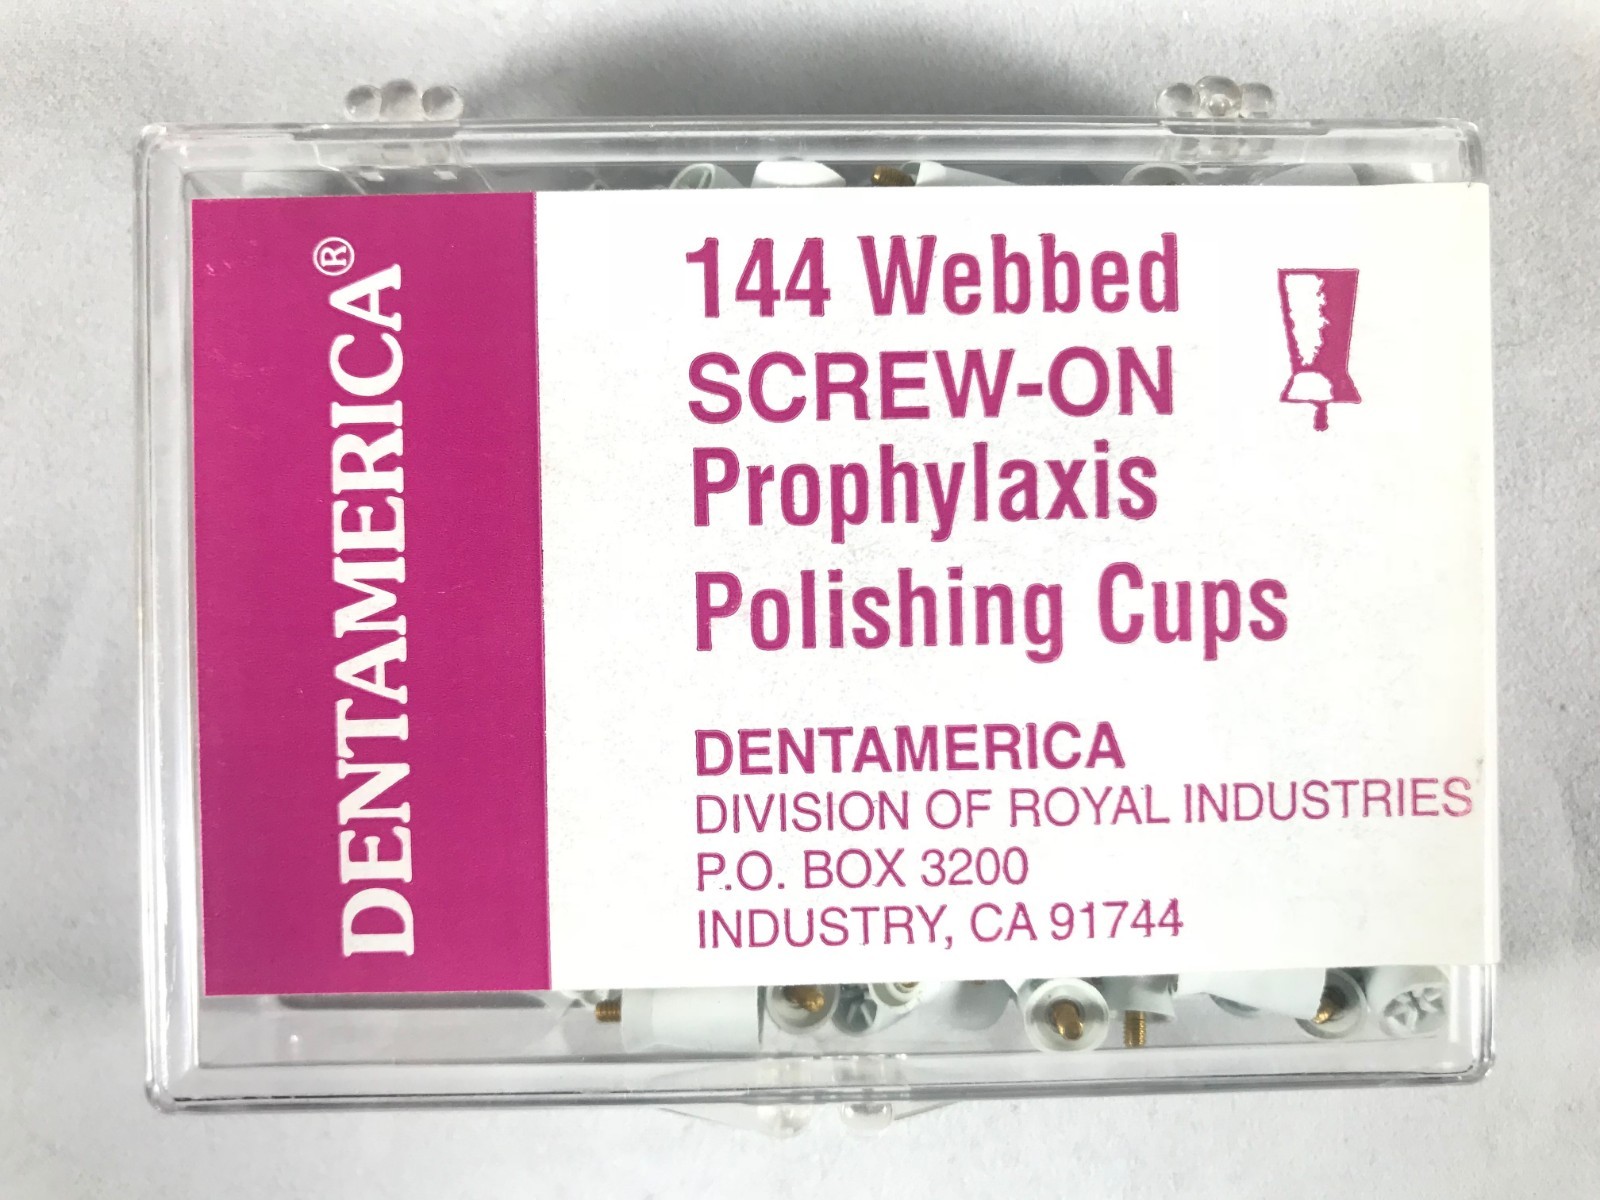 DENTAMERICA®
144 Webbed
SCREW-ON
Prophylaxis
Polishing Cups
DENTAMERICA
DIVISION OF ROYAL INDUSTRIES
P.O. BOX 3200
INDUSTRY, CA 91744